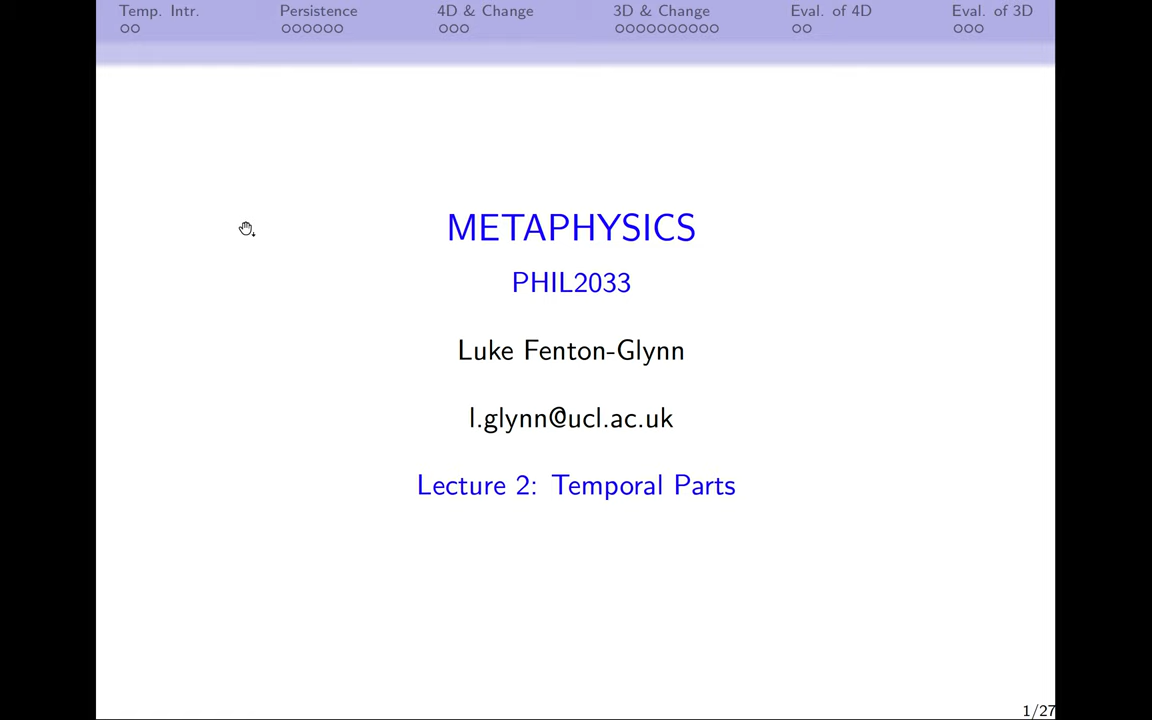 Temp. Intr. Persistence 4D & Change 3D & Change Eval. of 4D Eval. of 3D
METAPHYSICS
PHIL2033
Luke Fenton-Glynn
l.glynn@ucl.ac.uk
Lecture 2: Temporal Parts
1/27